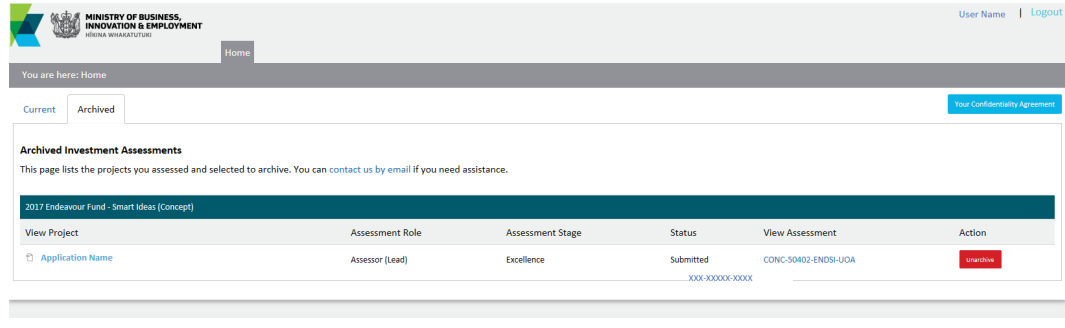 MINISTRY OF BUSINESS,
INNOVATION & EMPLOYMENT
HĪKINA WHAKATUTUKI
User Name | Logout
Home
You are here: Home
Current Archived
Your Confidentiality Agreement
Archived Investment Assessments
This page lists the projects you assessed and selected to archive. You can contact us by email if you need assistance.
2017 Endeavour Fund - Smart Ideas (Concept)
View Project Assessment Role Assessment Stage Status View Assessment Action
Application Name Assessor (Lead) Excellence Submitted CONC-50402-ENDSI-UOA Unarchive
XXX-XXXXX-XXXX